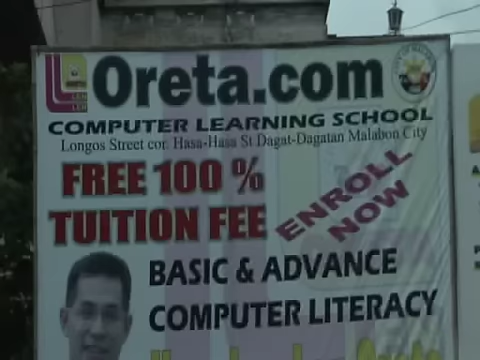 Oreta.com
COMPUTER LEARNING SCHOOL
Longos Street cor. Hasa-Hasa St Dagat-Dagatan Malabon City
FREE 100 %
TUITION FEE
ENROLL
NOW
BASIC & ADVANCE
COMPUTER LITERACY